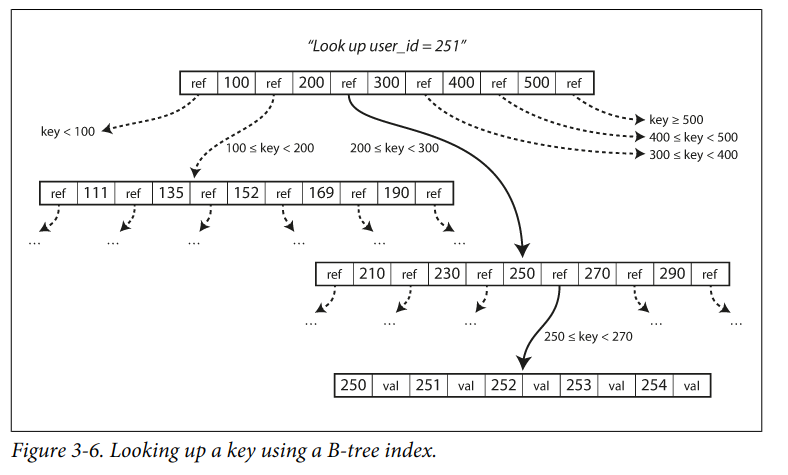 “Look up user_id = 251”
ref 100 ref 200 ref 300 ref 400 ref 500 ref
key < 100
key ≥ 500
400 ≤ key < 500
300 ≤ key < 400
100 ≤ key < 200
200 ≤ key < 300
ref 111 ref 135 ref 152 ref 169 ref 190 ref
... ... ... ... ... ...
ref 210 ref 230 ref 250 ref 270 ref 290 ref
... ... ... ... ...
250 ≤ key < 270
250 val 251 val 252 val 253 val 254 val
Figure 3-6. Looking up a key using a B-tree index.